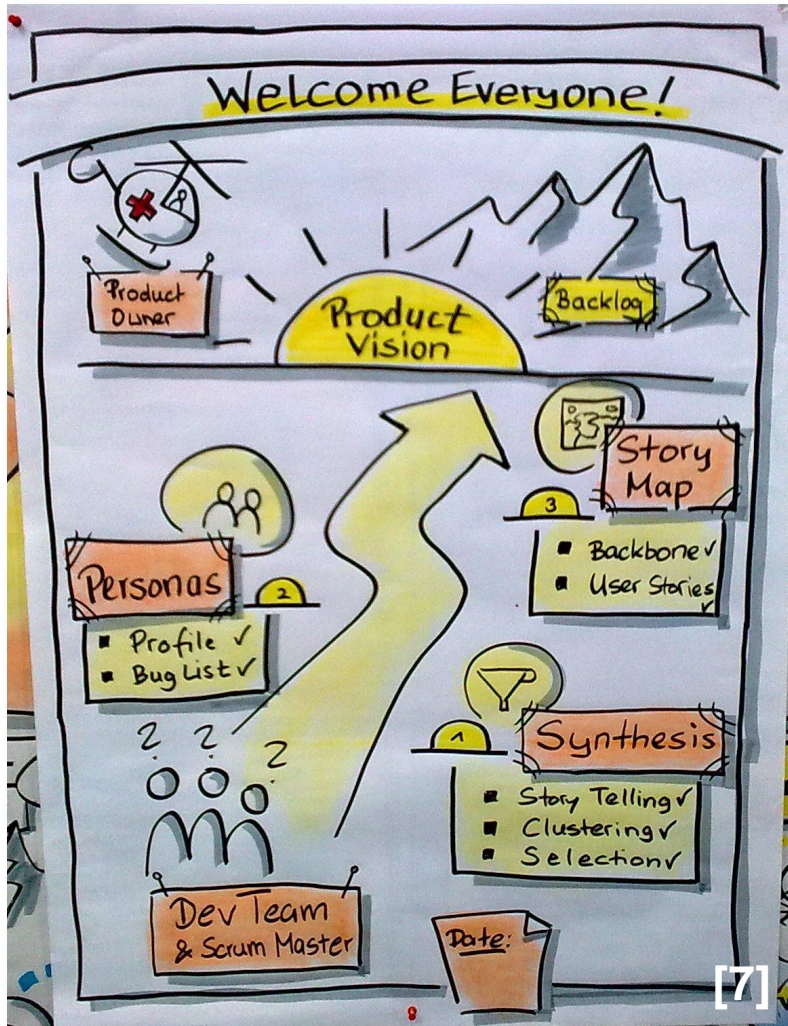 Welcome Everyone!
Product
Owner
Product
Vision
Backlog
Story
Map
3
Backbone ✓
User Stories
✓
Personas
2
Profile ✓
Bug List ✓
1
Synthesis
Story Telling ✓
Clustering ✓
Selection ✓
? ? ?
Dev Team
& Scrum Master
Date:
[7]